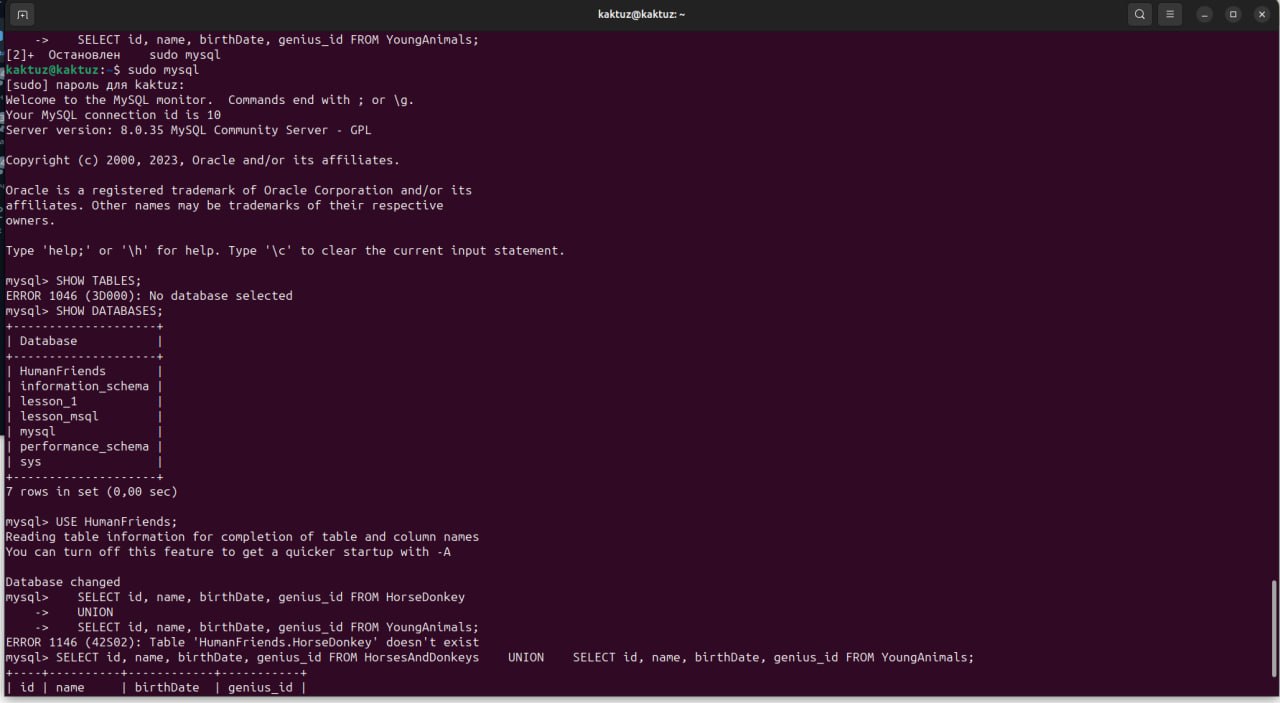 kaktuz@kaktuz: ~
    ->    SELECT id, name, birthDate, genius_id FROM YoungAnimals;
[2]+  Остановлен    sudo mysql
kaktuz@kaktuz:~$ sudo mysql
[sudo] пароль для kaktuz:
Welcome to the MySQL monitor.  Commands end with ; or \g.
Your MySQL connection id is 10
Server version: 8.0.35 MySQL Community Server - GPL

Copyright (c) 2000, 2023, Oracle and/or its affiliates.

Oracle is a registered trademark of Oracle Corporation and/or its
affiliates. Other names may be trademarks of their respective
owners.

Type 'help;' or '\h' for help. Type '\c' to clear the current input statement.

mysql> SHOW TABLES;
ERROR 1046 (3D000): No database selected
mysql> SHOW DATABASES;
+--------------------+
| Database           |
+--------------------+
| HumanFriends       |
| information_schema |
| lesson_1           |
| lesson_msql        |
| mysql              |
| performance_schema |
| sys                |
+--------------------+
7 rows in set (0,00 sec)

mysql> USE HumanFriends;
Reading table information for completion of table and column names
You can turn off this feature to get a quicker startup with -A

Database changed
mysql>    SELECT id, name, birthDate, genius_id FROM HorseDonkey
    ->    UNION
    ->    SELECT id, name, birthDate, genius_id FROM YoungAnimals;
ERROR 1146 (42S02): Table 'HumanFriends.HorseDonkey' doesn't exist
mysql> SELECT id, name, birthDate, genius_id FROM HorsesAndDonkeys    UNION    SELECT id, name, birthDate, genius_id FROM YoungAnimals;
+----+----------+------------+-----------+
| id | name     | birthDate  | genius_id |